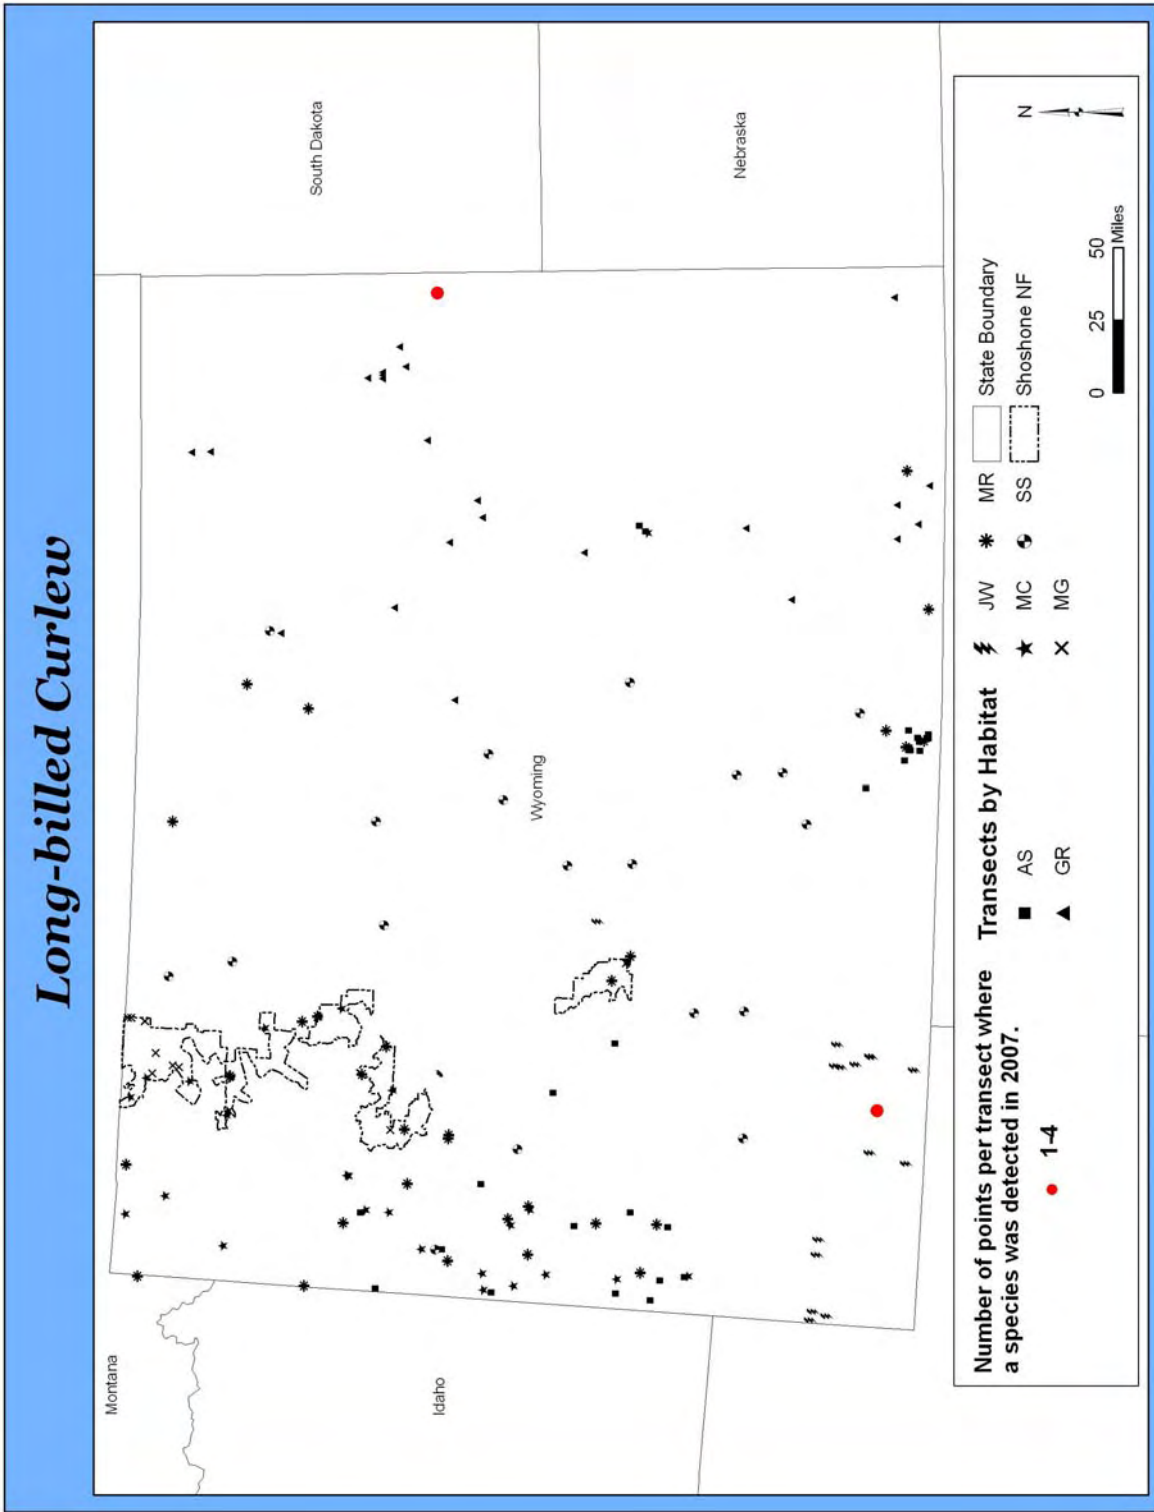 Long-billed Curlew
Montana
South Dakota
Idaho
Wyoming
Nebraska
Number of points per transect where
a species was detected in 2007.
1-4
Transects by Habitat
AS
GR
JW
MC
MG
MR
SS
State Boundary
Shoshone NF
N
0 25 50
Miles